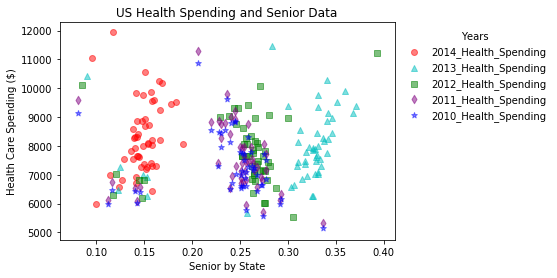 US Health Spending and Senior Data
12000
11000
10000
9000
8000
7000
6000
5000
Health Care Spending ($)
0.10 0.15 0.20 0.25 0.30 0.35 0.40
Senior by State
Years
2014_Health_Spending
2013_Health_Spending
2012_Health_Spending
2011_Health_Spending
2010_Health_Spending